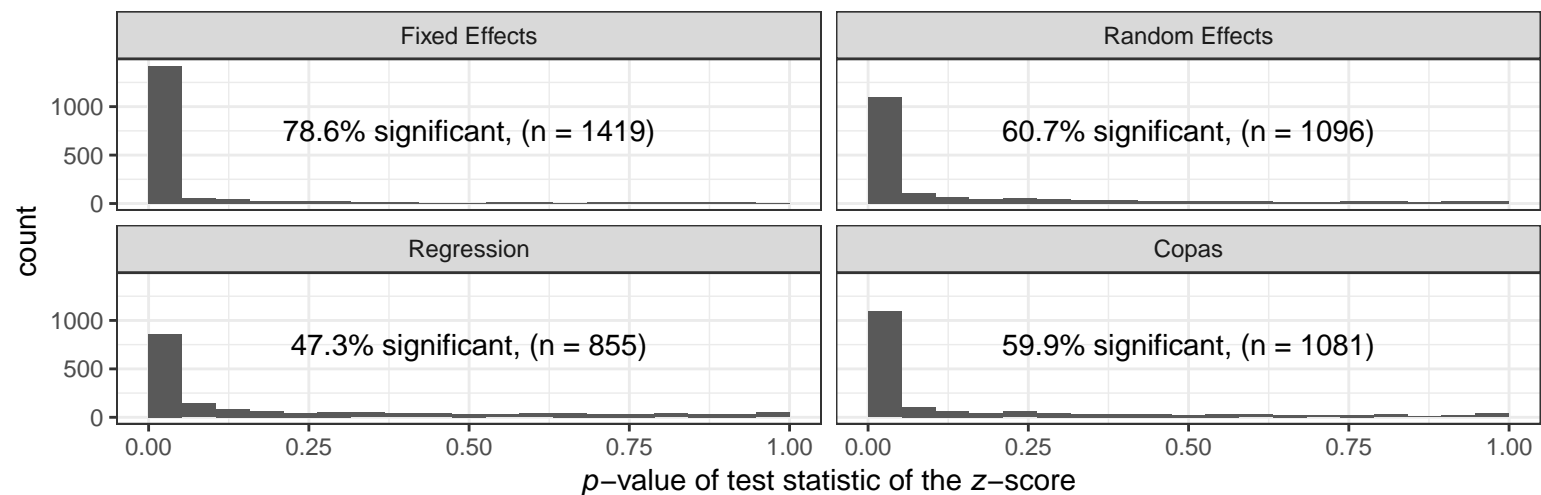 Fixed Effects
Random Effects
1000
500
0
78.6% significant, (n = 1419)
60.7% significant, (n = 1096)
count
Regression
Copas
1000
500
0
47.3% significant, (n = 855)
59.9% significant, (n = 1081)
0.00 0.25 0.50 0.75 1.00
0.00 0.25 0.50 0.75 1.00
p−value of test statistic of the z−score